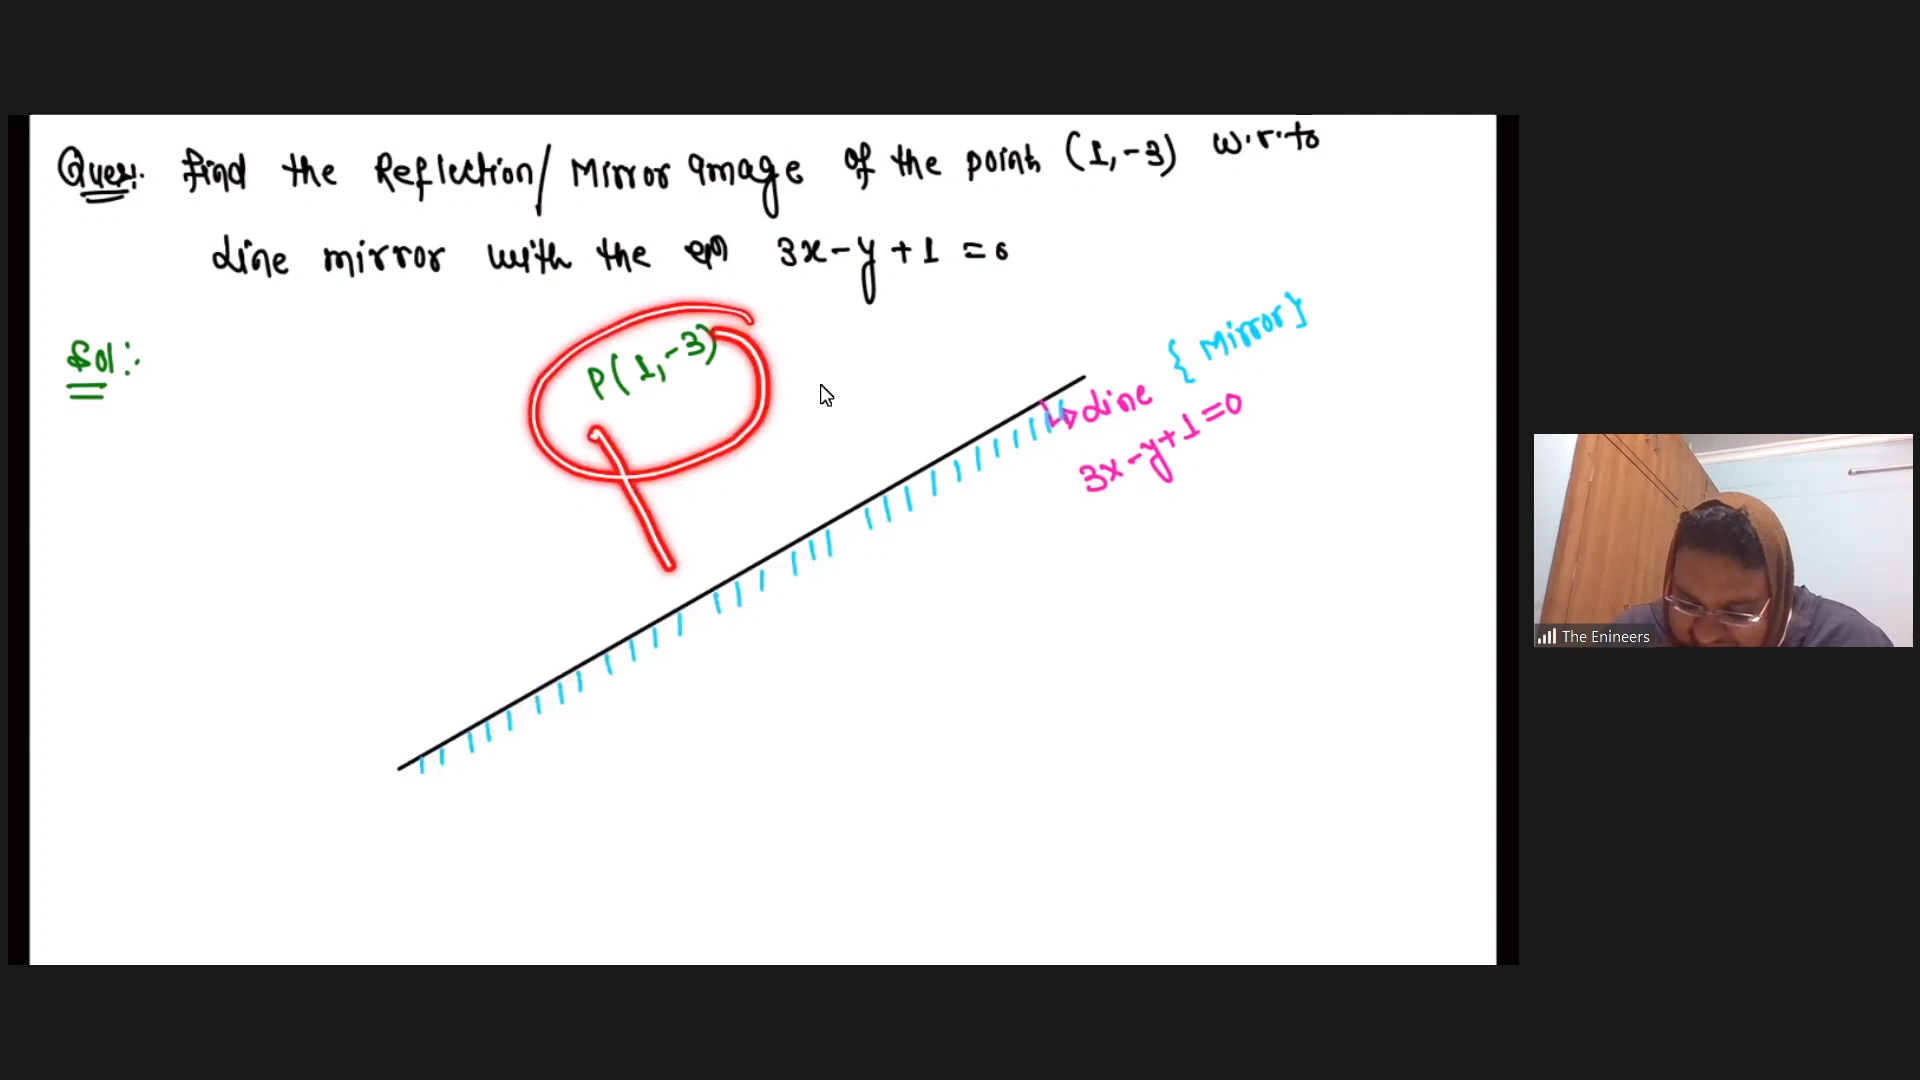 Ques: find the Reflection/ Mirror Image of the point (1,-3) w.r.to
Line mirror with the eqn 3x-y+1 =0
Sol:
P(1,-3)
{ Mirror}
Line
3x-y+1=0
The Enineers